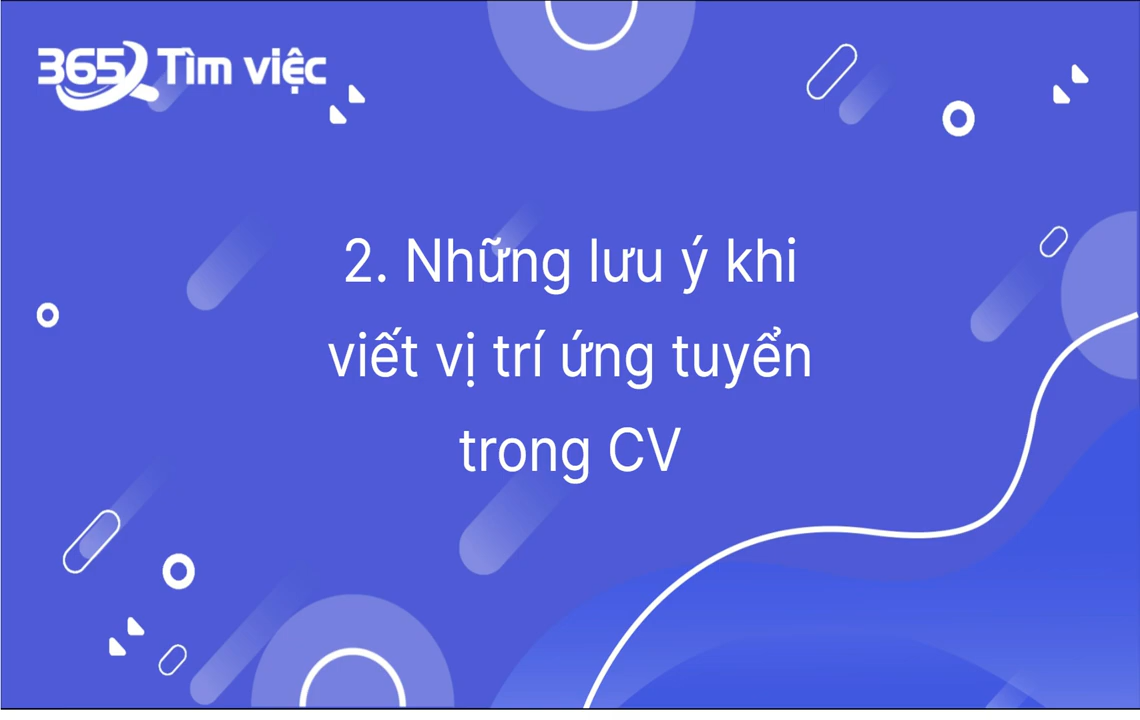 365 Tìm việc
2. Những lưu ý khi
viết vị trí ứng tuyển
trong CV